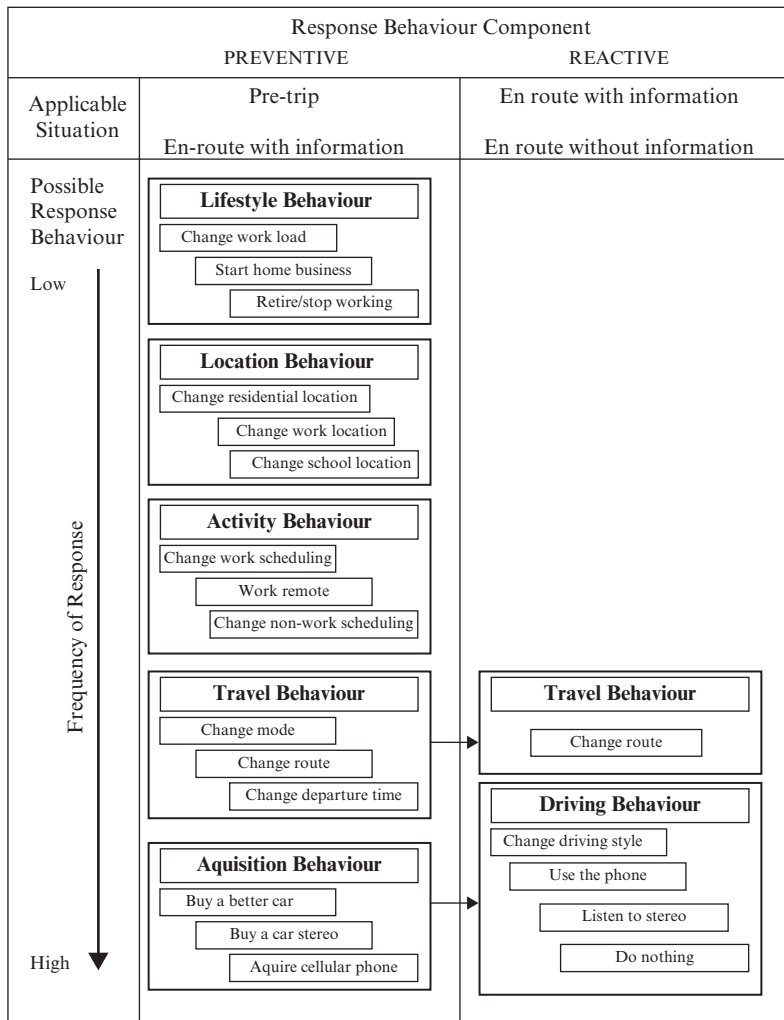 Response Behaviour Component
PREVENTIVE
REACTIVE
Applicable
Situation
Pre-trip
En-route with information
En route with information
En route without information
Possible
Response
Behaviour
Low
Frequency of Response
High
Lifestyle Behaviour
Change work load
Start home business
Retire/stop working
Location Behaviour
Change residential location
Change work location
Change school location
Activity Behaviour
Change work scheduling
Work remote
Change non-work scheduling
Travel Behaviour
Change mode
Change route
Change departure time
Aquisition Behaviour
Buy a better car
Buy a car stereo
Aquire cellular phone
Travel Behaviour
Change route
Driving Behaviour
Change driving style
Use the phone
Listen to stereo
Do nothing